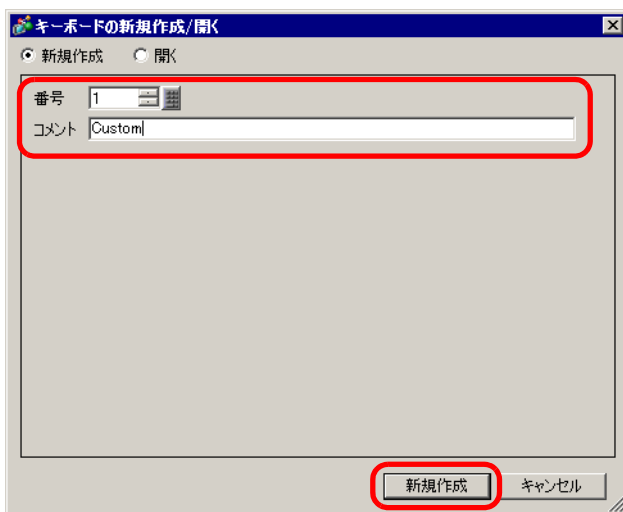 キーボードの新規作成/開く
新規作成 開く
番号 1
コメント Custom
新規作成 キャンセル